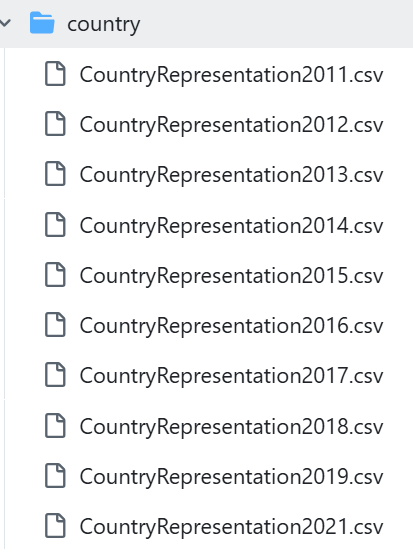 country
CountryRepresentation2011.csv
CountryRepresentation2012.csv
CountryRepresentation2013.csv
CountryRepresentation2014.csv
CountryRepresentation2015.csv
CountryRepresentation2016.csv
CountryRepresentation2017.csv
CountryRepresentation2018.csv
CountryRepresentation2019.csv
CountryRepresentation2021.csv